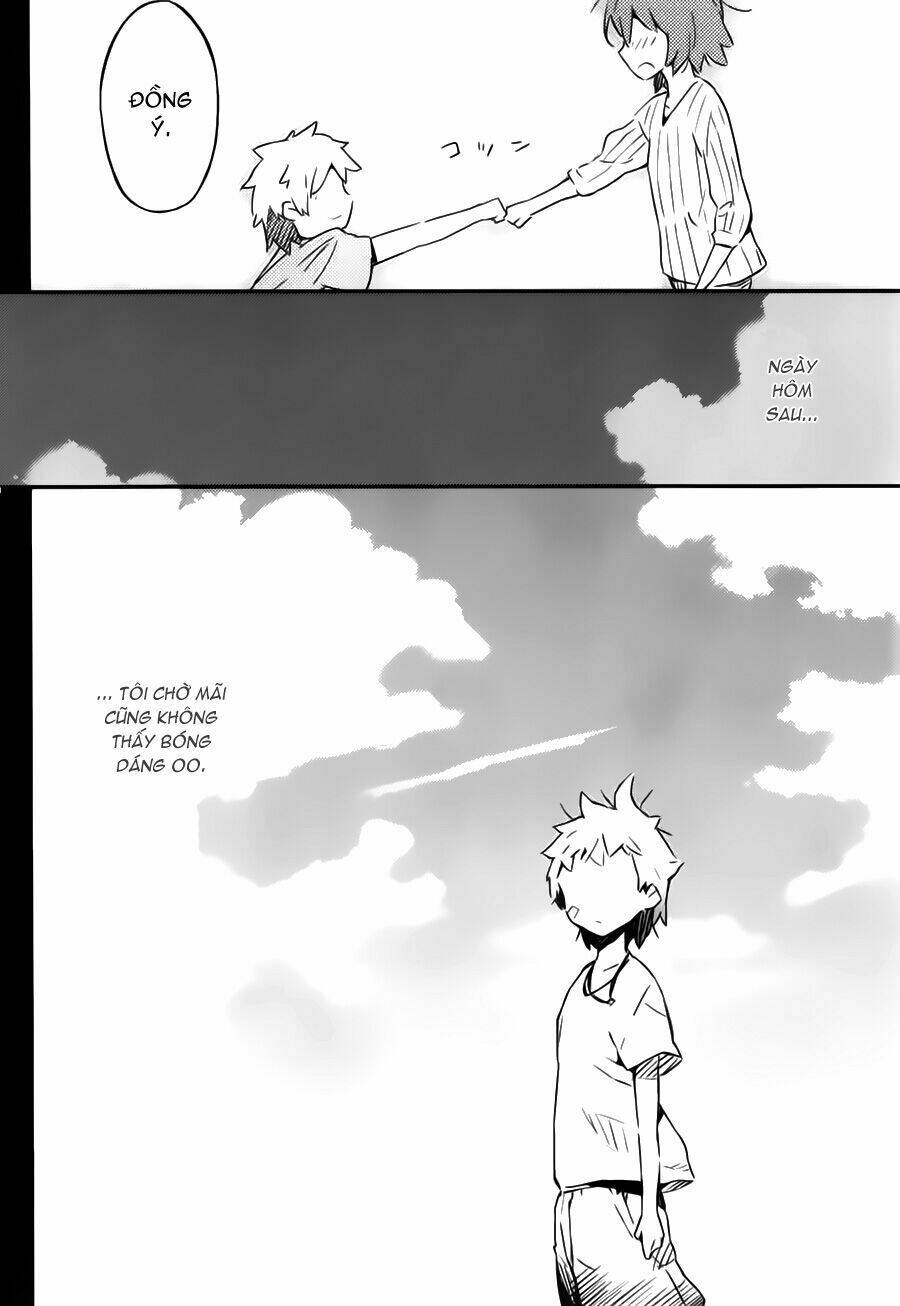 ĐỒNG
Ý.
コツン
NGÀY
HÔM
SAU...
... TÔI CHỜ MÃI
CŨNG KHÔNG
THẤY BÓNG
DÁNG OO.